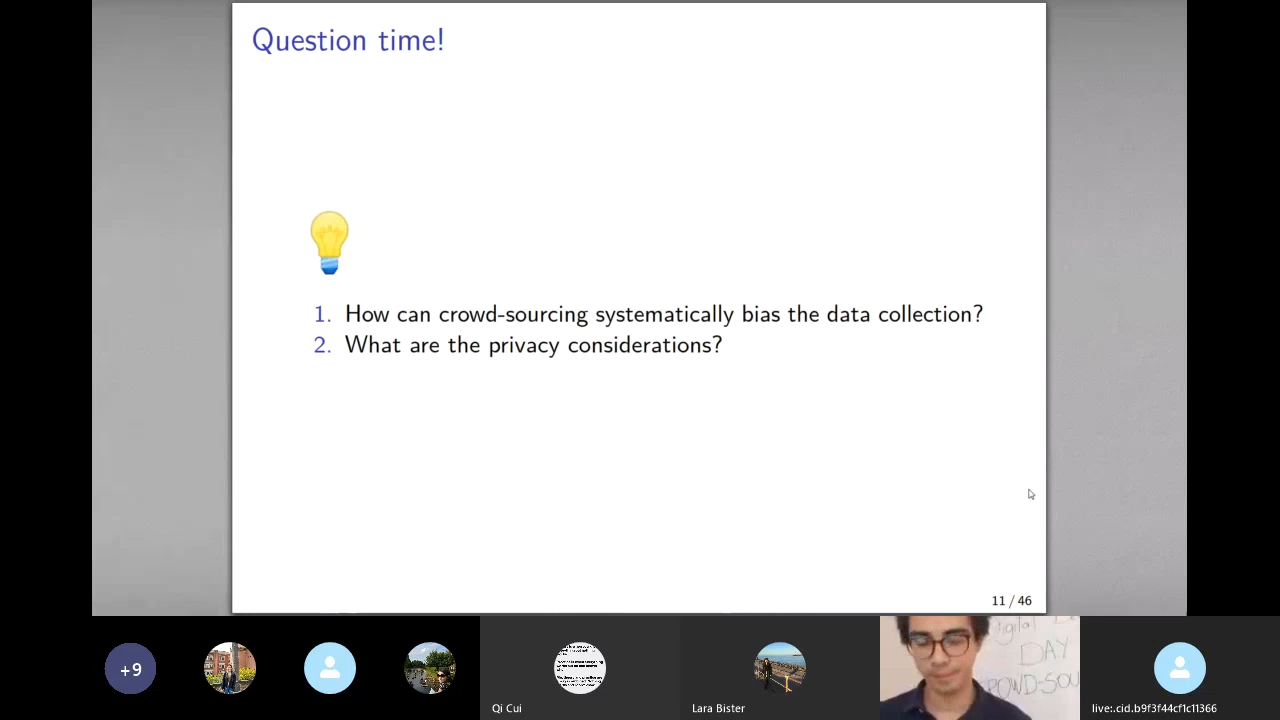 Question time!
1. How can crowd-sourcing systematically bias the data collection?
2. What are the privacy considerations?
11 / 46
+9
Qi Cui
Lara Bister
DAY
live:.cid.b9f3f44cf1c11366